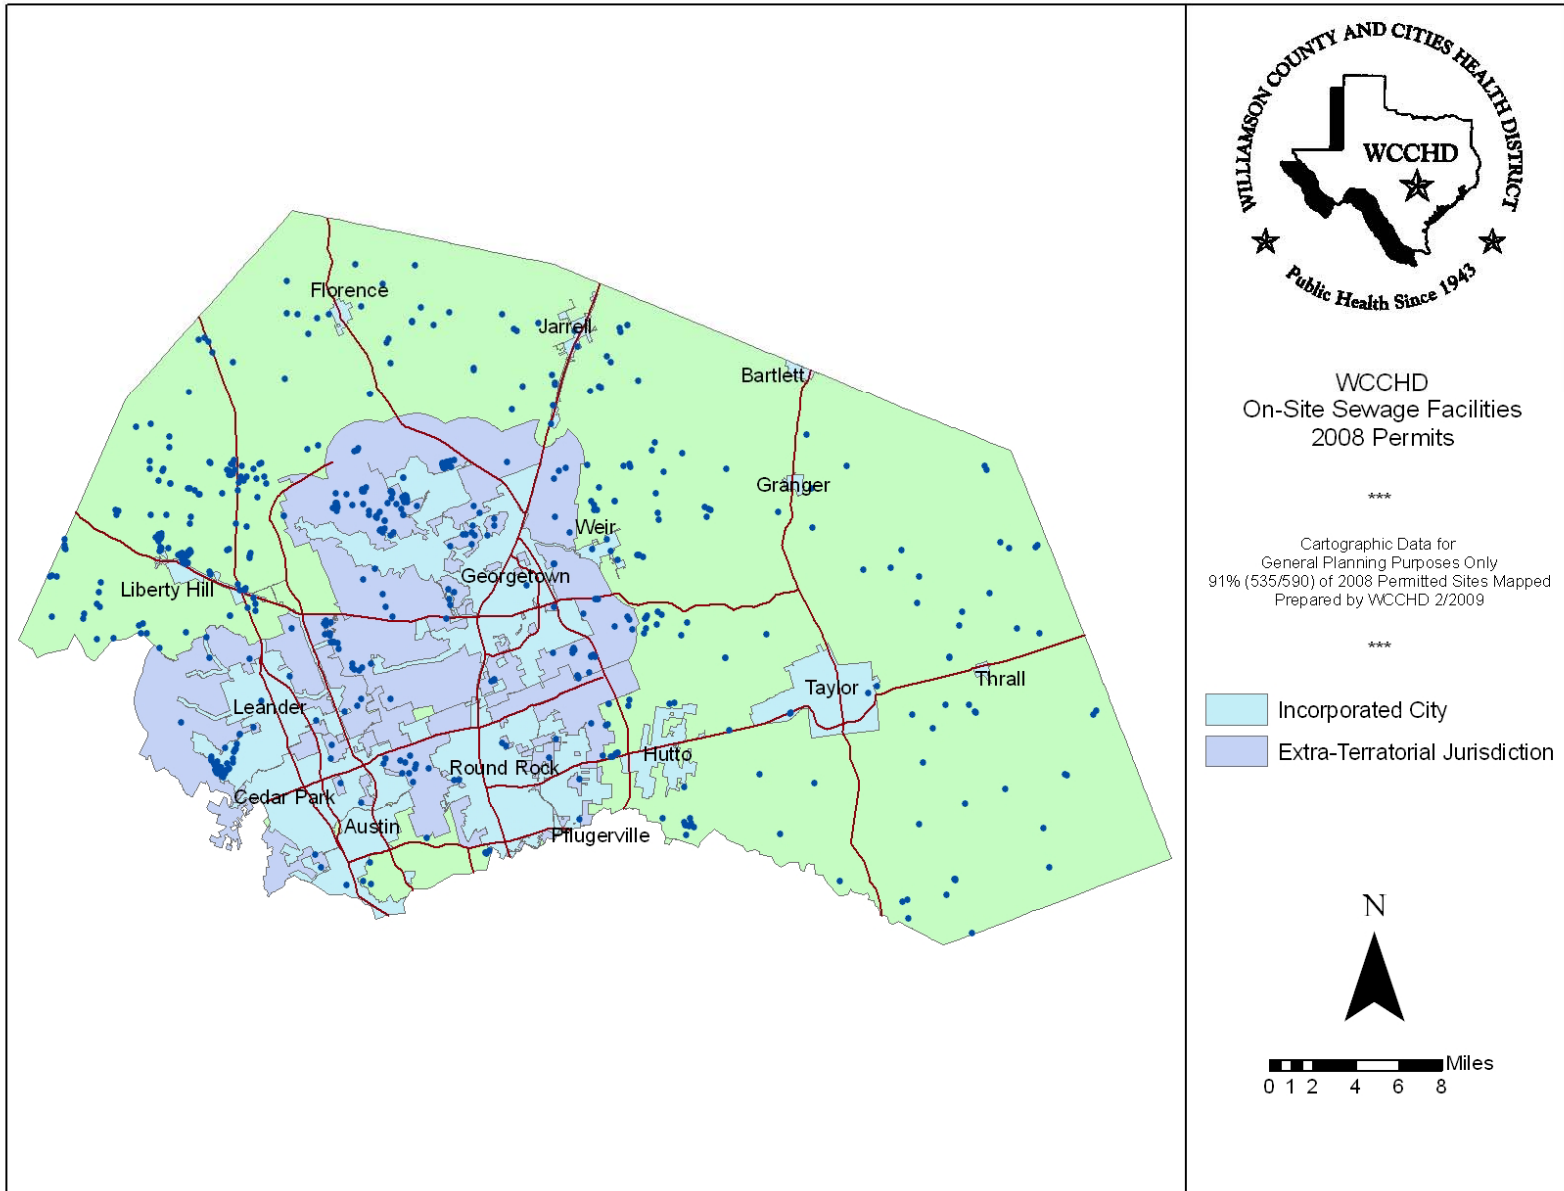 WILLIAMSON COUNTY AND CITIES HEALTH DISTRICT
WCCHD
Public Health Since 1943
WCCHD
On-Site Sewage Facilities
2008 Permits
***
Cartographic Data for
General Planning Purposes Only
91% (535/590) of 2008 Permitted Sites Mapped
Prepared by WCCHD 2/2009
***
Incorporated City
Extra-Terratorial Jurisdiction
N
Miles
0 1 2 4 6 8
Florence
Jarrell
Bartlett
Granger
Weir
Georgetown
Liberty Hill
Taylor
Thrall
Leander
Hutto
Round Rock
Cedar Park
Austin
Pflugerville